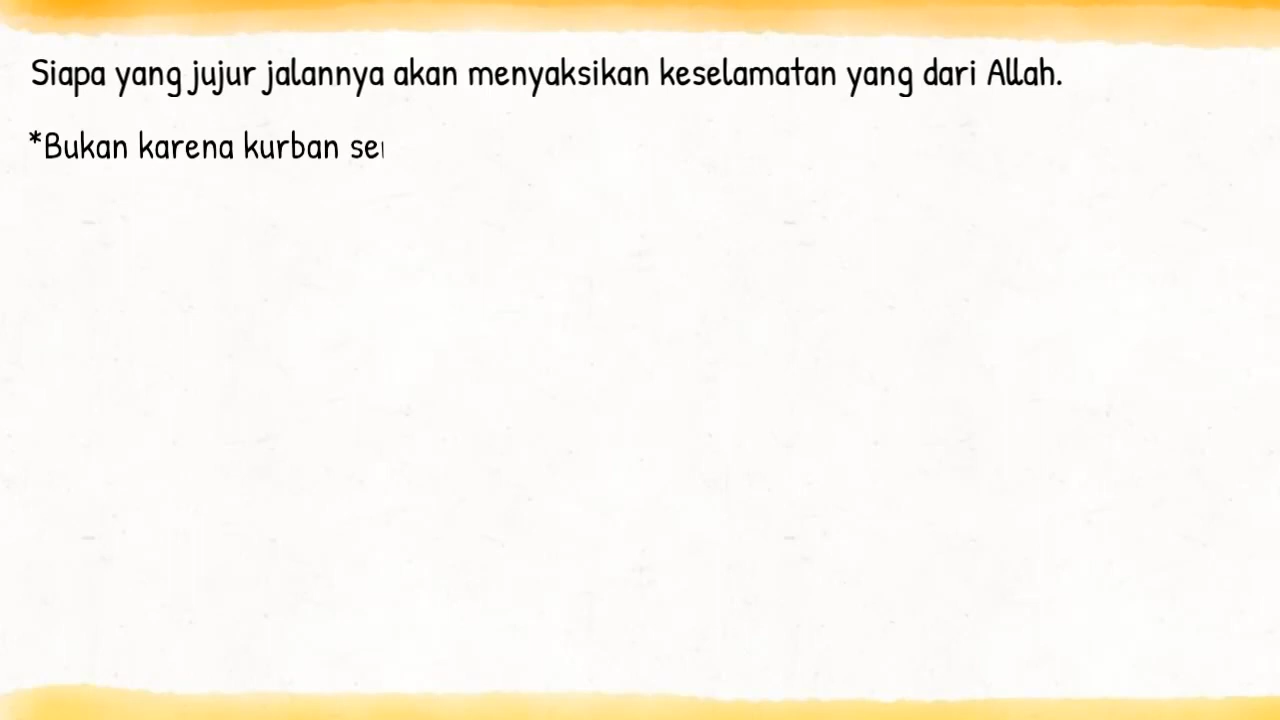 Siapa yang jujur jalannya akan menyaksikan keselamatan yang dari Allah.
*Bukan karena kurban